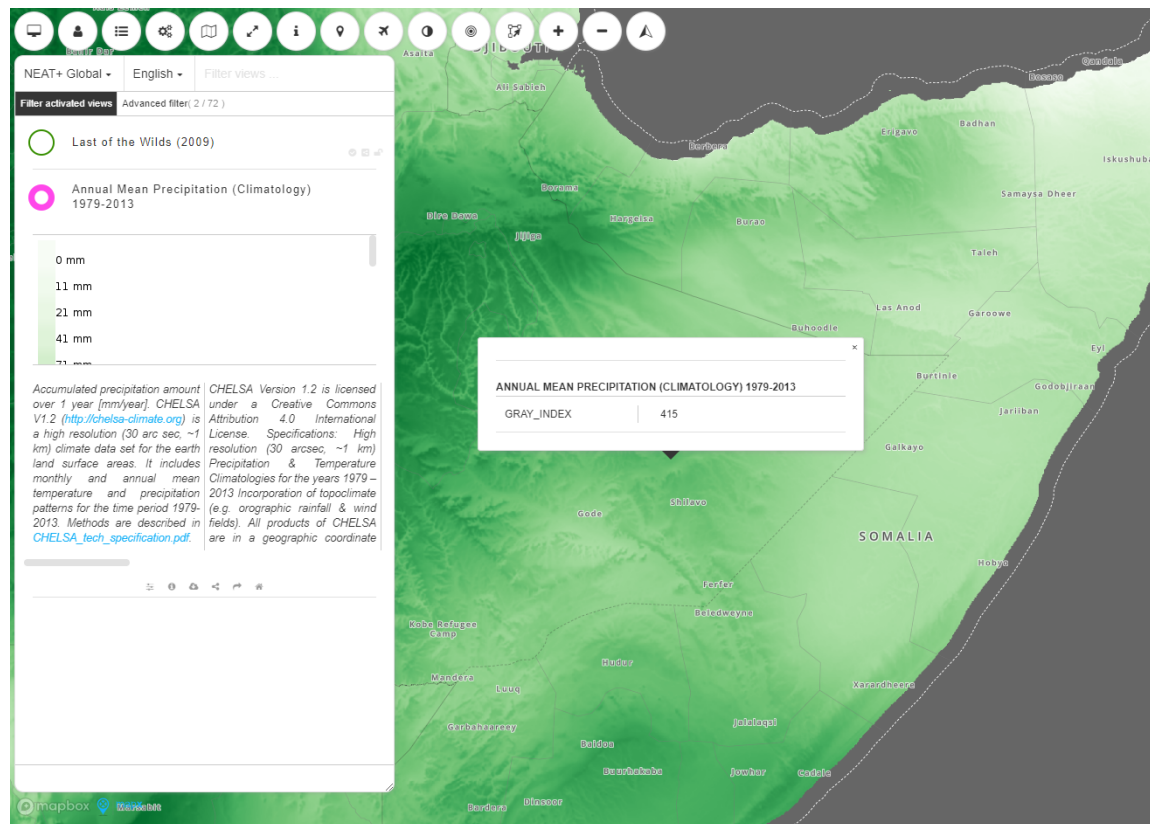 NEAT+ Global
English
Filter views ...
Filter activated views
Advanced filter( 2 / 72 )
Last of the Wilds (2009)
Annual Mean Precipitation (Climatology)
1979-2013
0 mm
11 mm
21 mm
41 mm
71 mm
Accumulated precipitation amount
over 1 year [mm/year]. CHELSA
V1.2 (http://chelsa-climate.org) is
a high resolution (30 arc sec, ~1
km) climate data set for the earth
land surface areas. It includes
monthly and annual mean
temperature and precipitation
patterns for the time period 1979-
2013. Methods are described in
CHELSA_tech_specification.pdf.
CHELSA Version 1.2 is licensed
under a Creative Commons
Attribution 4.0 International
License. Specifications: High
resolution (30 arcsec, ~1 km)
Precipitation & Temperature
Climatologies for the years 1979 –
2013 Incorporation of topoclimate
(e.g. orographic rainfall & wind
fields). All products of CHELSA
are in a geographic coordinate
mapbox
Asaita
Ali Sabieh
Qandala
Bosaso
Badhan
Erigavo
Berbera
Iskushuba
Borama
Samaysa Dheer
Dire Dawa
Hargeisa
Burao
Jijiga
Taleh
Las Anod
Garoowe
Buhoodle
Eyl
×
ANNUAL MEAN PRECIPITATION (CLIMATOLOGY) 1979-2013
GRAY_INDEX
415
Burtinle
Godobjiraan
Jariiban
Galkayo
Shilavo
Gode
SOMALIA
Hobyo
Ferfer
Beledweyne
Kobe Refugee
Camp
Hudur
Mandera
Luuq
Xarardheere
Garbahaareey
Jalalaqsi
Baidoa
Buurhakaba
Jowhar
Cadale
Bardera
Dinsoor